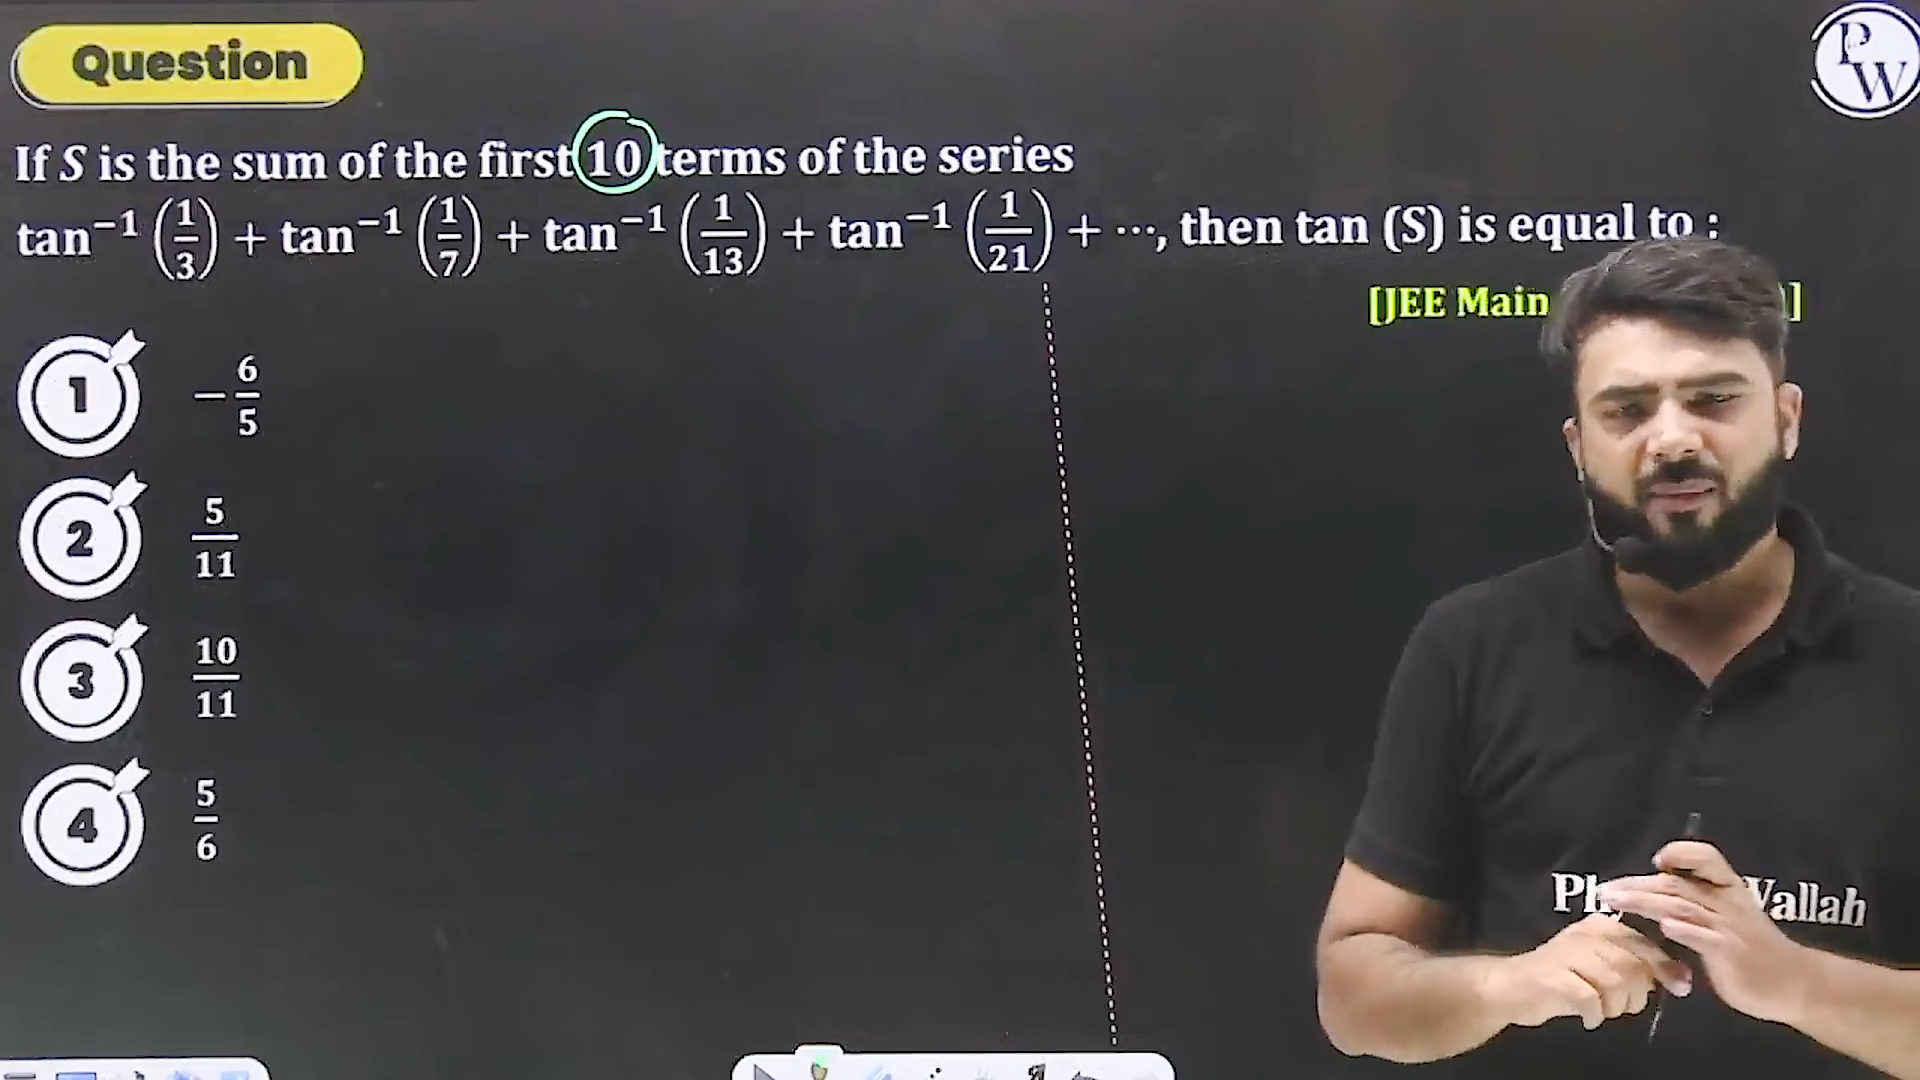 Question
PW
If S is the sum of the first 10 terms of the series
tan⁻¹ (1/3) + tan⁻¹ (1/7) + tan⁻¹ (1/13) + tan⁻¹ (1/21) + ⋯, then tan (S) is equal to :
[JEE Main ]
1 −6/5
2 5/11
3 10/11
4 5/6
Wallah